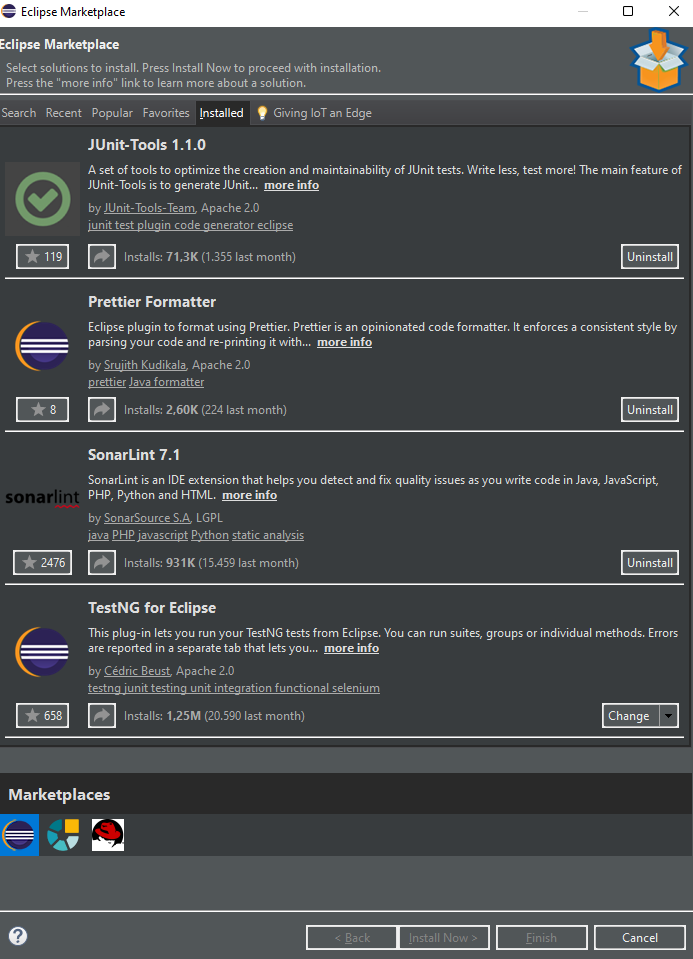 Eclipse Marketplace
Eclipse Marketplace
Select solutions to install. Press Install Now to proceed with installation.
Press the "more info" link to learn more about a solution.
Search Recent Popular Favorites Installed Giving IoT an Edge
JUnit-Tools 1.1.0
A set of tools to optimize the creation and maintainability of JUnit tests. Write less, test more! The main feature of
JUnit-Tools is to generate JUnit... more info
by JUnit-Tools-Team, Apache 2.0
junit test plugin code generator eclipse
119 Installs: 71,3K (1.355 last month) Uninstall
Prettier Formatter
Eclipse plugin to format using Prettier. Prettier is an opinionated code formatter. It enforces a consistent style by
parsing your code and re-printing it with... more info
by Srujith Kudikala, Apache 2.0
prettier Java formatter
8 Installs: 2,60K (224 last month) Uninstall
SonarLint 7.1
SonarLint is an IDE extension that helps you detect and fix quality issues as you write code in Java, JavaScript,
PHP, Python and HTML. more info
sonarlint
by SonarSource S.A, LGPL
java PHP javascript Python static analysis
2476 Installs: 931K (15.459 last month) Uninstall
TestNG for Eclipse
This plug-in lets you run your TestNG tests from Eclipse. You can run suites, groups or individual methods. Errors
are reported in a separate tab that lets you... more info
by Cédric Beust, Apache 2.0
testng junit testing unit integration functional selenium
658 Installs: 1,25M (20.590 last month) Change
Marketplaces
? < Back Install Now > Finish Cancel